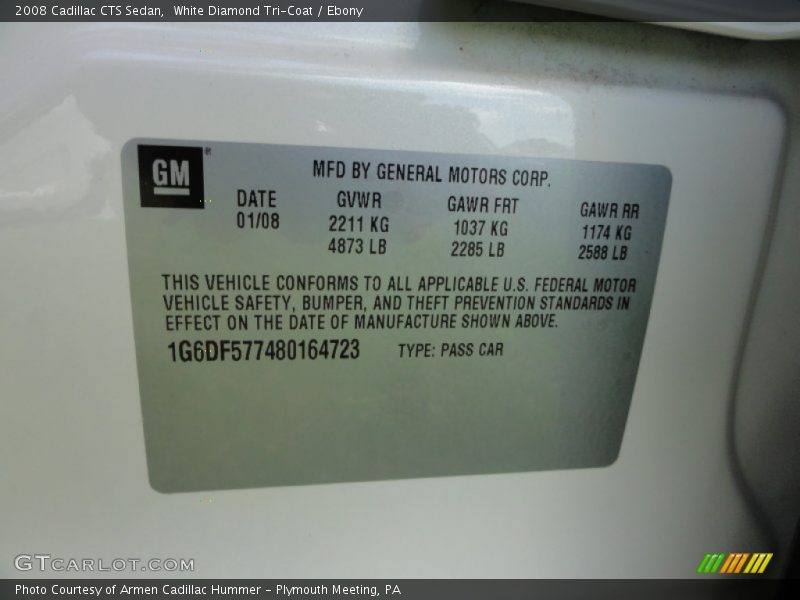 2008 Cadillac CTS Sedan, White Diamond Tri-Coat / Ebony
GM
MFD BY GENERAL MOTORS CORP.
DATE GVWR GAWR FRT GAWR RR
01/08 2211 KG 1037 KG 1174 KG
4873 LB 2285 LB 2588 LB
THIS VEHICLE CONFORMS TO ALL APPLICABLE U.S. FEDERAL MOTOR
VEHICLE SAFETY, BUMPER, AND THEFT PREVENTION STANDARDS IN
EFFECT ON THE DATE OF MANUFACTURE SHOWN ABOVE.
1G6DF577480164723 TYPE: PASS CAR
GTCARLOT.COM
Photo Courtesy of Armen Cadillac Hummer - Plymouth Meeting, PA